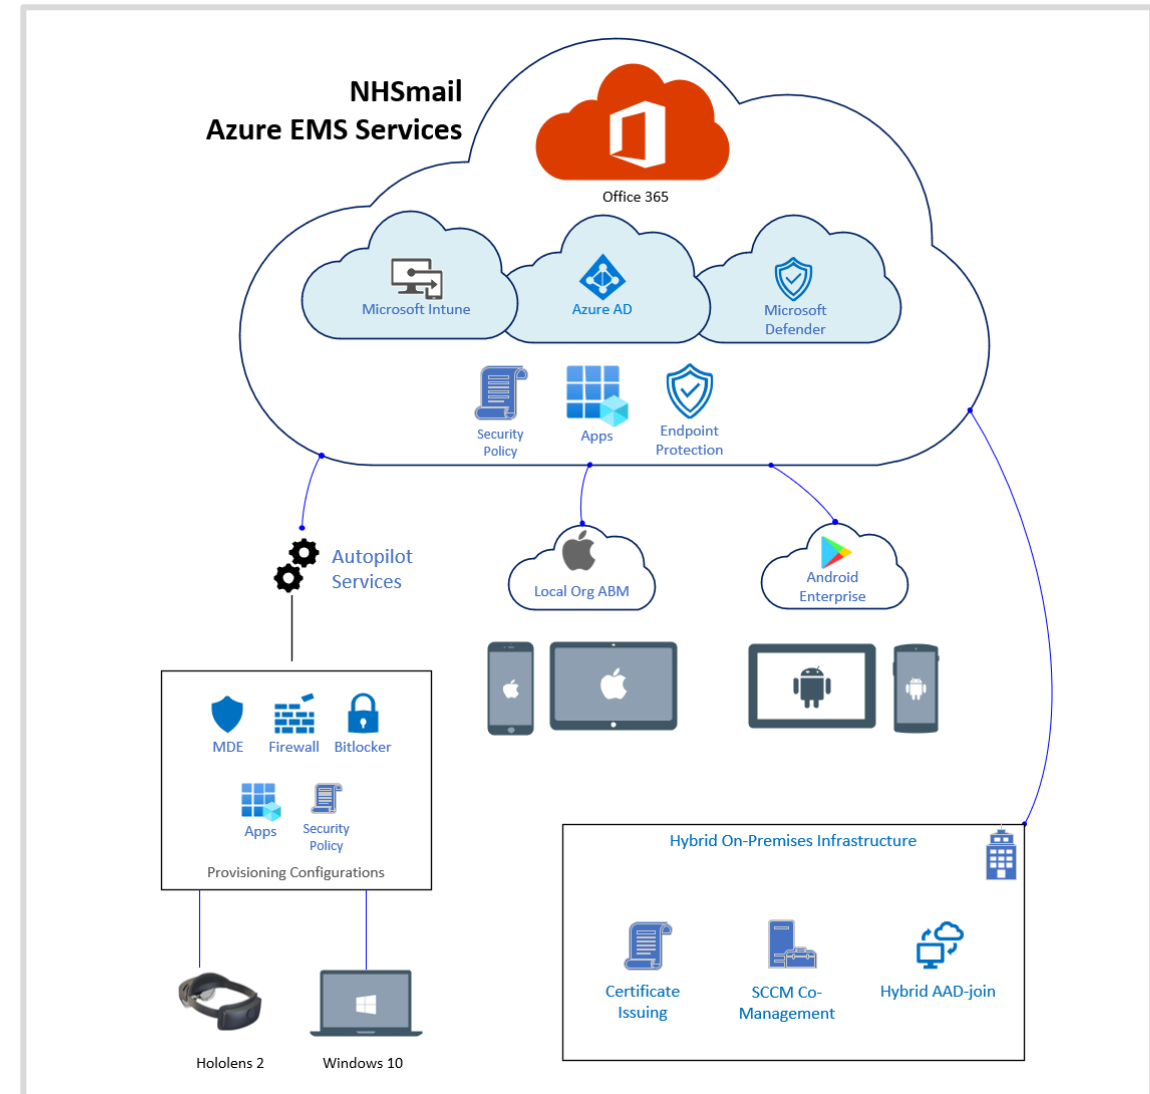 NHSmail
Azure EMS Services
Office 365
Microsoft Intune
Azure AD
Microsoft
Defender
Security
Policy
Apps
Endpoint
Protection
Autopilot
Services
Local Org ABM
Android
Enterprise
MDE
Firewall
Bitlocker
Apps
Security
Policy
Provisioning Configurations
Hololens 2
Windows 10
Hybrid On-Premises Infrastructure
Certificate
Issuing
SCCM Co-
Management
Hybrid AAD-join